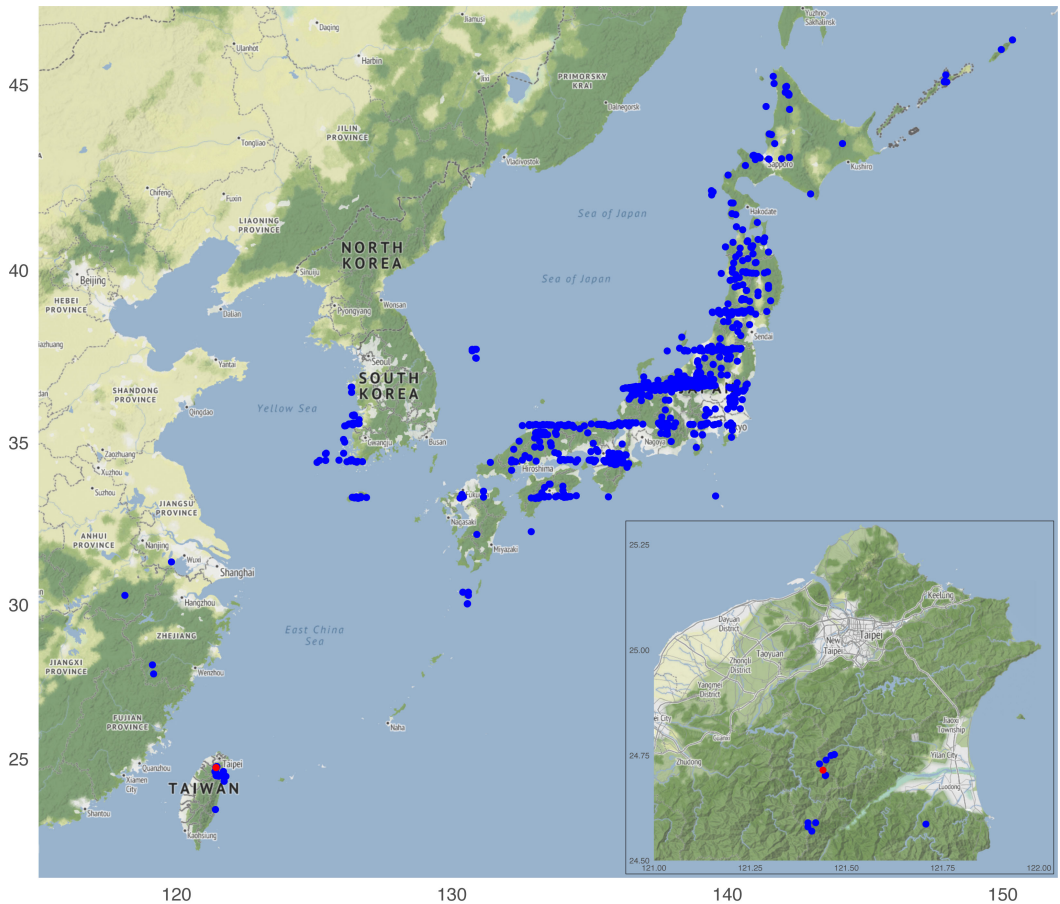 Yuzhno-
Sakhalinsk
Daqing
Jiamusi
Ulanhot
Harbin
Jixi
PRIMORSKY
KRAI
Dalnegorsk
45
JILIN
PROVINCE
Tongliao
Vladivostok
Sapporo
Kushiro
Chifeng
Fuxin
LIAONING
PROVINCE
Sea of Japan
Hakodate
NORTH
KOREA
40
Beijing
Sinuiju
Sea of Japan
HEBEI
PROVINCE
Dalian
Wonsan
Pyongyang
Sendai
Yantai
Seoul
SOUTH
KOREA
SHANDONG
PROVINCE
Qingdao
Yellow Sea
35
Gwangju
Busan
Nagoya
Zaozhuang
Xuzhou
Hiroshima
Suzhou
JIANGSU
PROVINCE
Nagasaki
ANHUI
PROVINCE
Nanjing
Wuxi
Miyazaki
Shanghai
30
Hangzhou
ZHEJIANG
East China
Sea
JIANGXI
PROVINCE
Wenzhou
FUJIAN
PROVINCE
Naha
25
Quanzhou
Taipei
Xiamen
City
TAIWAN
Shantou
Kaohsiung
120
130
140
150
25.25
Keelung
Dayuan
District
Taipei
New
Taipei
25.00
Taoyuan
Zhongli
District
Yangmei
District
Jiaoxi
Township
ei City
Guanxi
24.75
Zhudong
Yilan City
Luodong
24.50
121.00
121.25
121.50
121.75
122.00